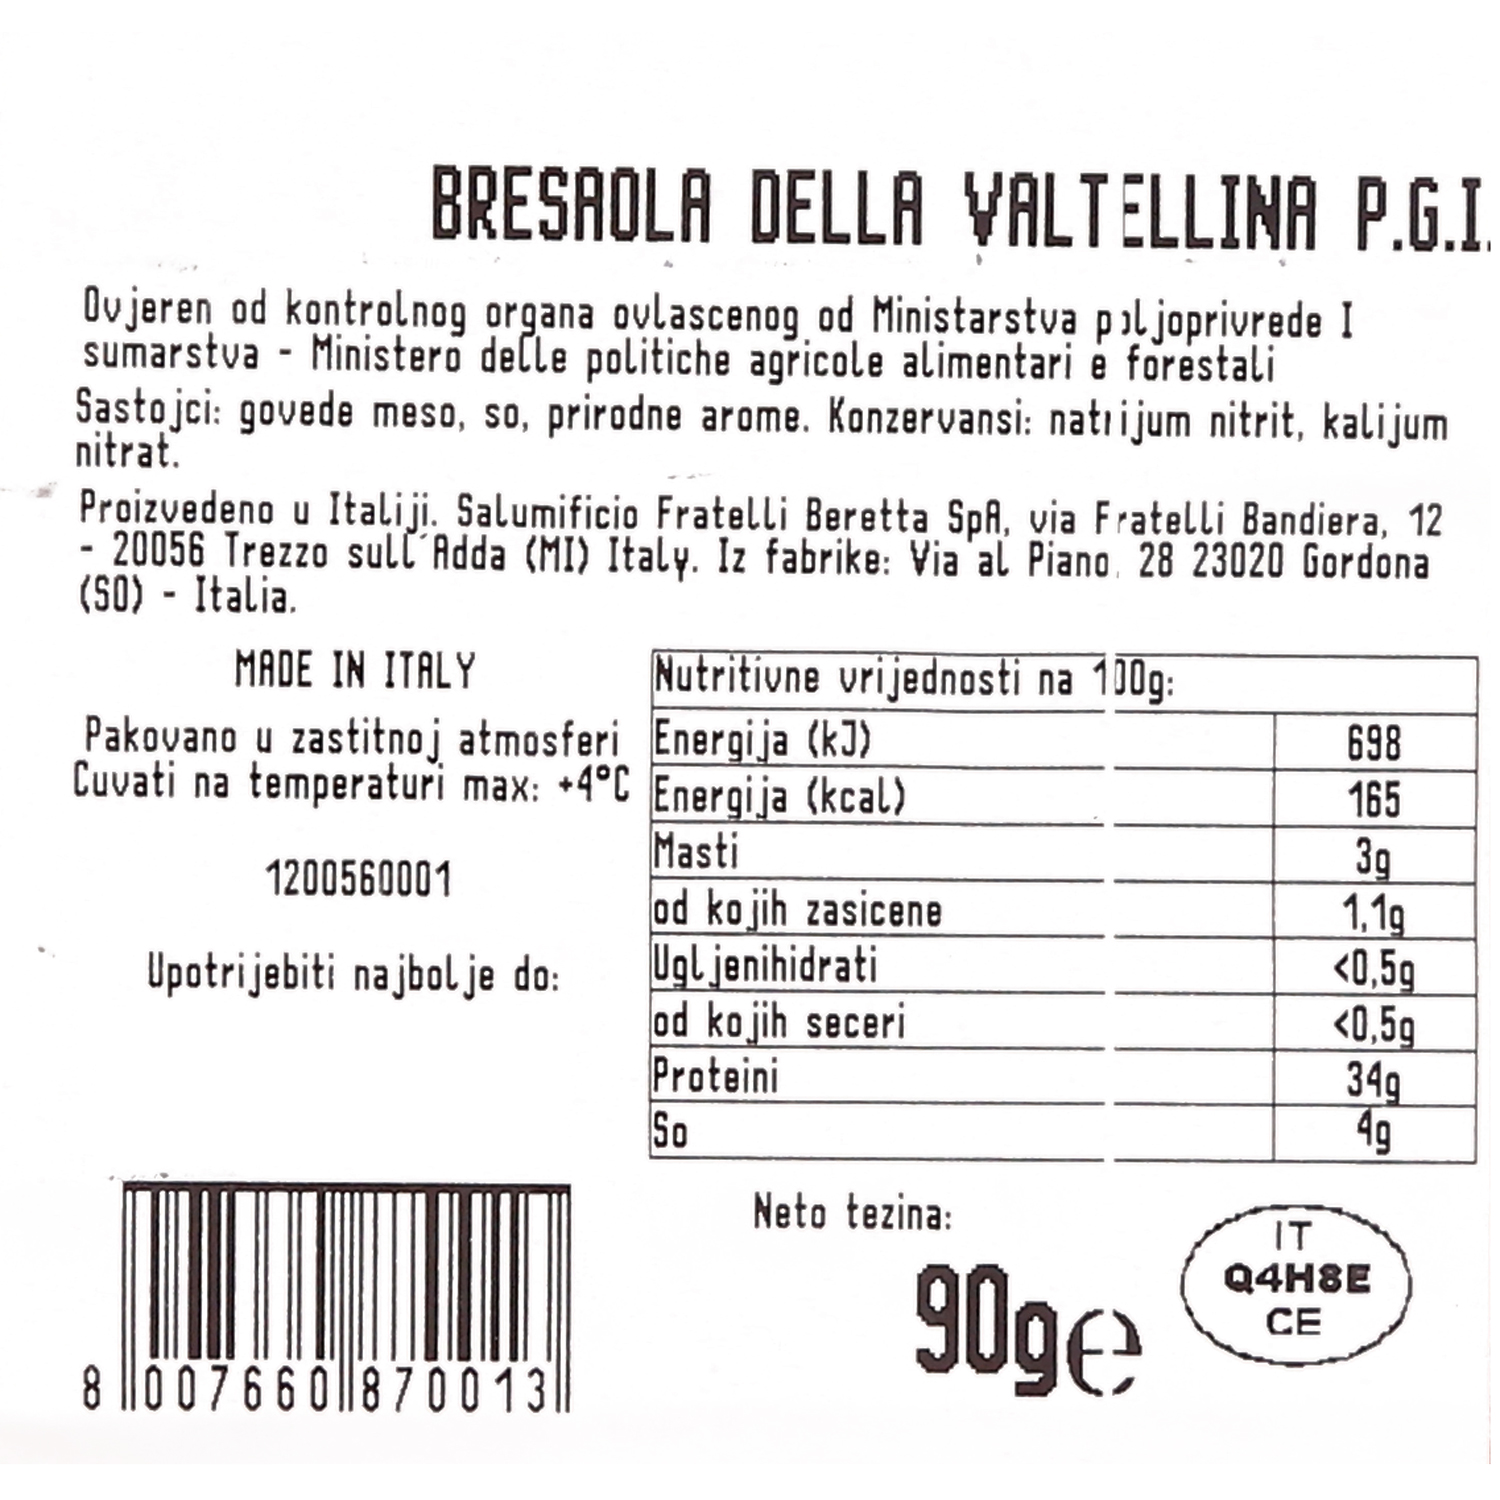 BRESAOLA DELLA VALTELLINA P.G.I.
Ovjeren od kontrolnog organa ovlascenog od Ministarstva poljoprivrede I
sumarstva - Ministero delle politiche agricole alimentari e forestali
Sastojci: govede meso, so, prirodne arome. Konzervansi: natrijum nitrit, kalijum
nitrat.
Proizvedeno u Italiji. Salumificio Fratelli Beretta SpA, via Fratelli Bandiera, 12
- 20056 Trezzo sull´Adda (MI) Italy. Iz fabrike: Via al Piano, 28 23020 Gordona
(SO) - Italia.
MADE IN ITALY
Pakovano u zastitnoj atmosferi
Cuvati na temperaturi max: +4°C
1200560001
Upotrijebiti najbolje do:
Nutritivne vrijednosti na 100g:
Energija (kJ) 698
Energija (kcal) 165
Masti 3g
od kojih zasicene 1,1g
Ugljenihidrati <0,5g
od kojih seceri <0,5g
Proteini 34g
So 4g
Neto tezina:
90g e
IT
Q4H8E
CE
8 007660 870013